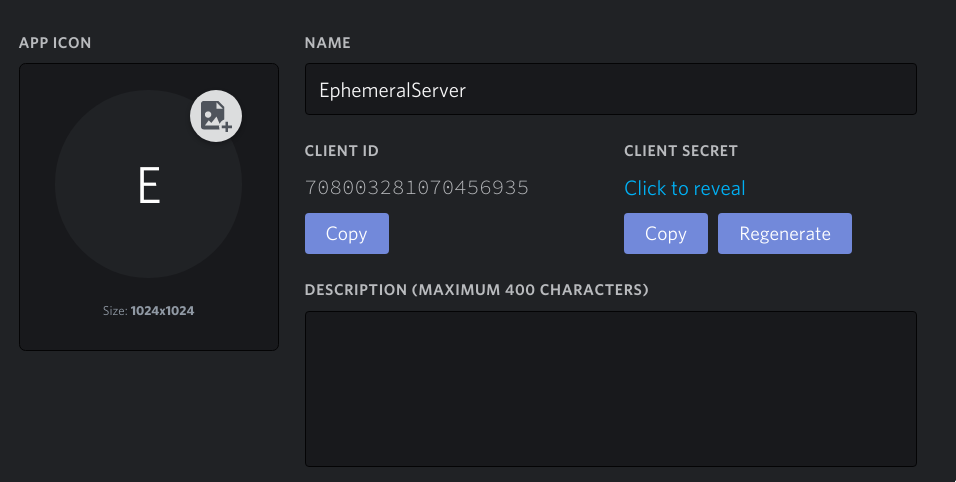 APP ICON
E
Size: 1024x1024
NAME
EphemeralServer
CLIENT ID
708003281070456935
Copy
CLIENT SECRET
Click to reveal
Copy Regenerate
DESCRIPTION (MAXIMUM 400 CHARACTERS)